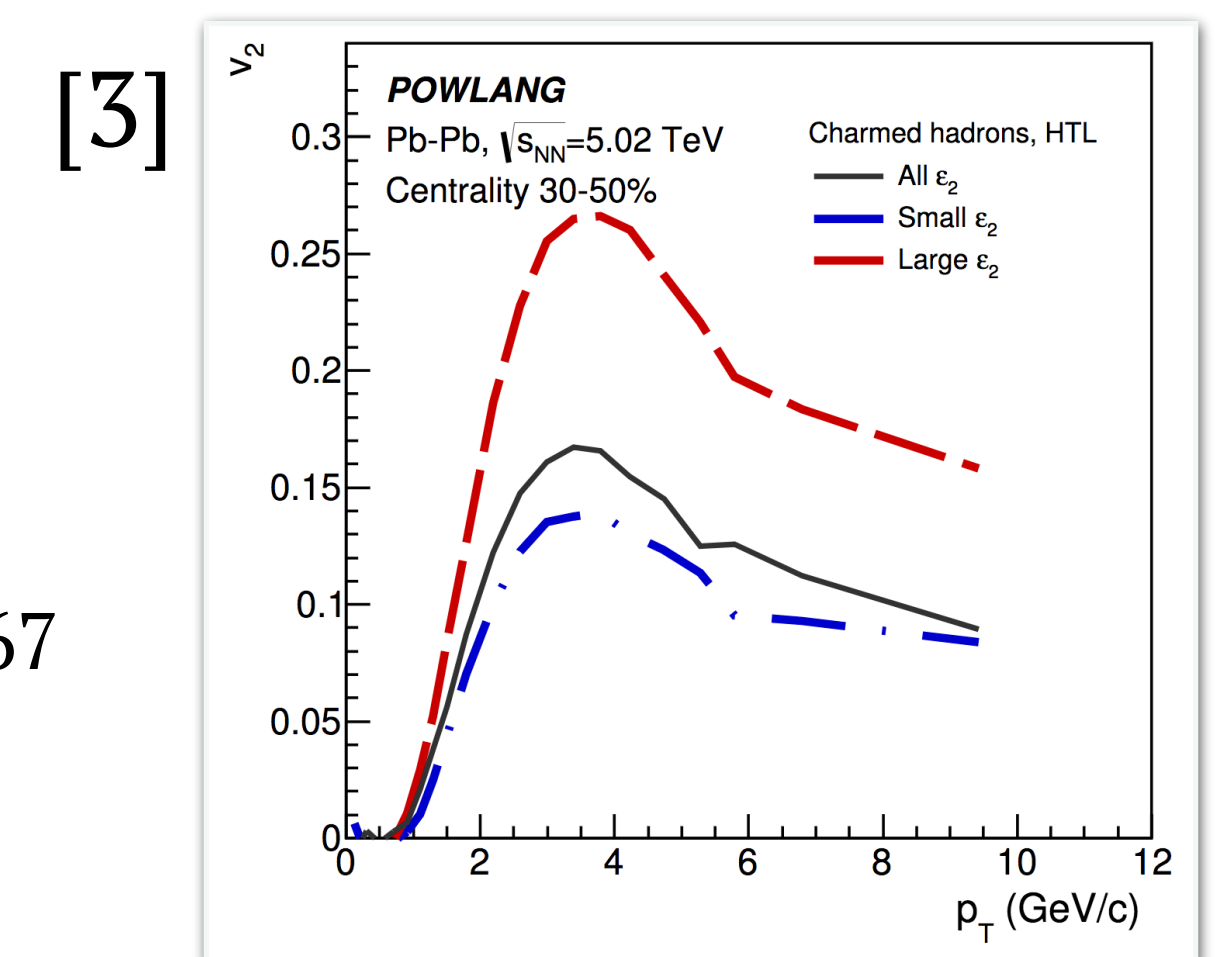 [3]
67
v2
POWLANG
Pb-Pb, √sNN=5.02 TeV
Centrality 30-50%
Charmed hadrons, HTL
All ε2
Small ε2
Large ε2
0.3
0.25
0.2
0.15
0.1
0.05
0
0 2 4 6 8 10 12
pT (GeV/c)